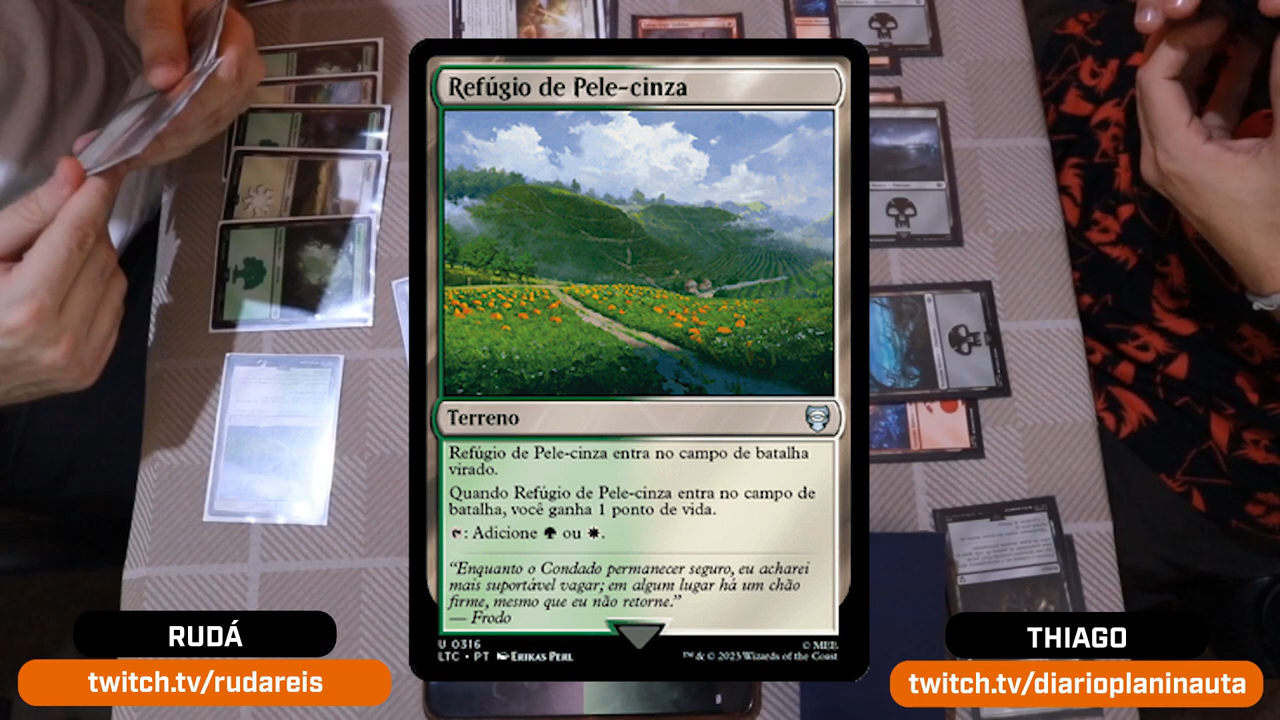 Refúgio de Pele-cinza
Terreno
Refúgio de Pele-cinza entra no campo de batalha
virado.
Quando Refúgio de Pele-cinza entra no campo de
batalha, você ganha 1 ponto de vida.
: Adicione ou .
“Enquanto o Condado permanecer seguro, eu acharei
mais suportável vagar; em algum lugar há um chão
firme, mesmo que eu não retorne.”
— Frodo
U 0316
LTC • PT ERIKAS PERL
© MEE
™ & © 2023 Wizards of the Coast
RUDÁ
twitch.tv/rudareis
THIAGO
twitch.tv/diarioplaninauta